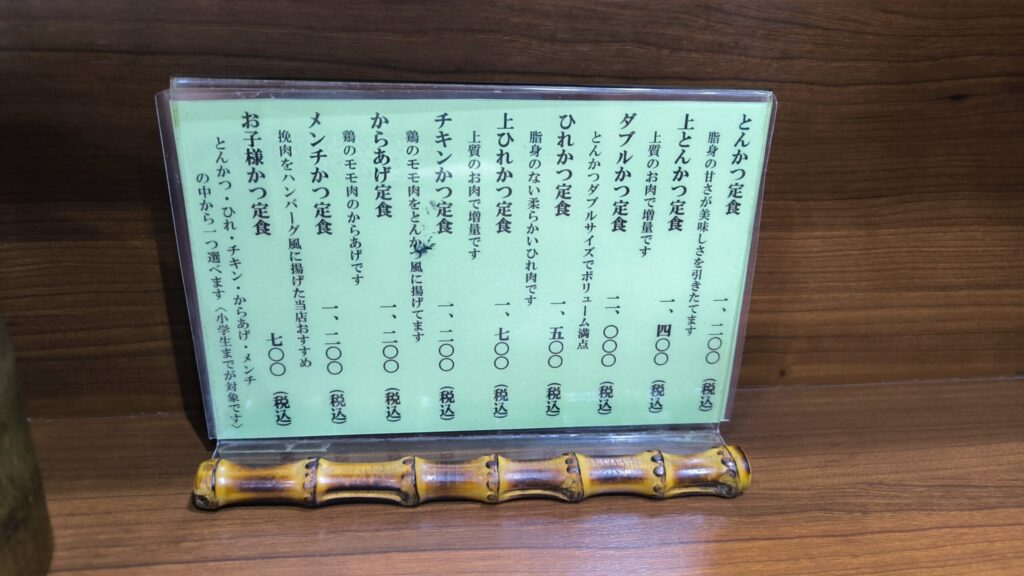 とんかつ定食 一、二〇〇（税込）
脂身の甘さが美味しさを引きたてます
上とんかつ定食 一、四〇〇（税込）
上質のお肉で増量です
ダブルかつ定食 二、〇〇〇（税込）
とんかつダブルサイズでボリューム満点
ひれかつ定食 一、五〇〇（税込）
脂身のない柔らかいひれ肉です
上ひれかつ定食 一、七〇〇（税込）
上質のお肉で増量です
チキンかつ定食 一、二〇〇（税込）
鶏のモモ肉をとんかつ風に揚げてます
からあげ定食 一、二〇〇（税込）
鶏のモモ肉のからあげです
メンチかつ定食 一、二〇〇（税込）
挽肉をハンバーグ風に揚げた当店おすすめ
お子様かつ定食 七〇〇（税込）
とんかつ・ひれ・チキン・からあげ・メンチ
の中から一つ選べます〈小学生までが対象です〉